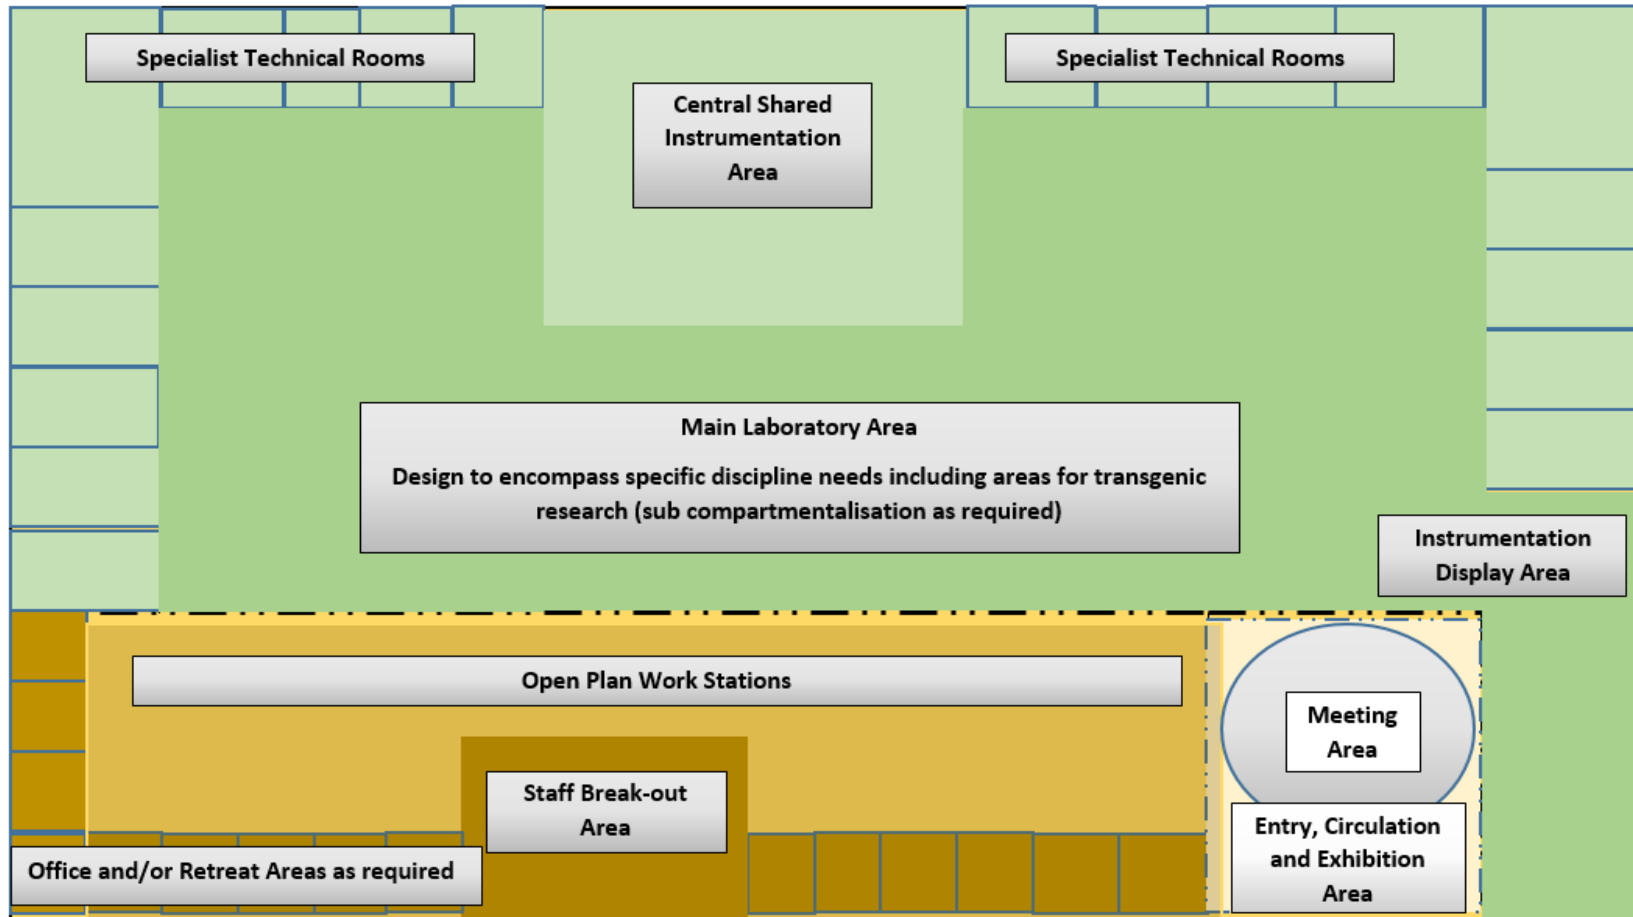 Specialist Technical Rooms
Specialist Technical Rooms
Central Shared
Instrumentation
Area
Main Laboratory Area
Design to encompass specific discipline needs including areas for transgenic
research (sub compartmentalisation as required)
Instrumentation
Display Area
Open Plan Work Stations
Meeting
Area
Staff Break-out
Area
Entry, Circulation
and Exhibition
Area
Office and/or Retreat Areas as required